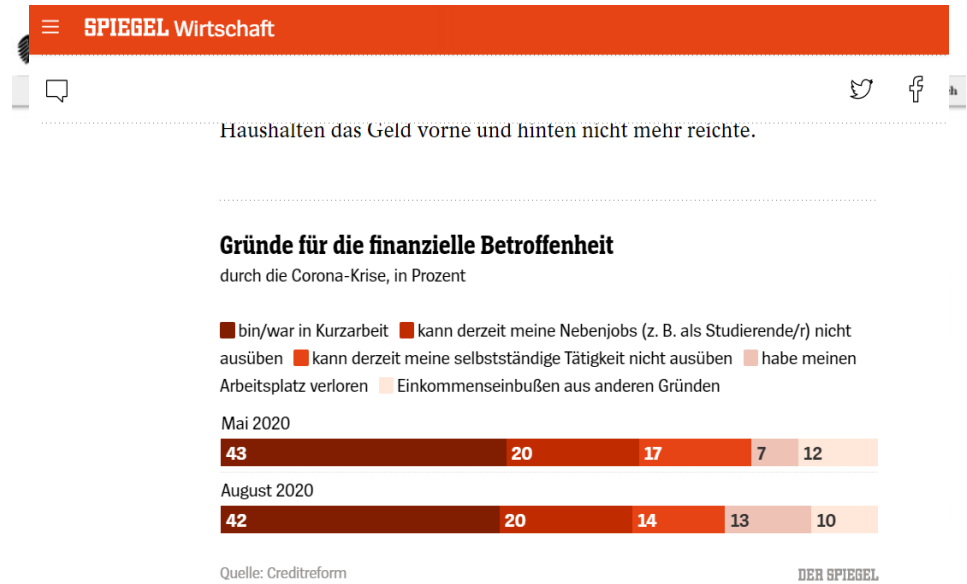 SPIEGEL Wirtschaft
Haushalten das Geld vorne und hinten nicht mehr reichte.
Gründe für die finanzielle Betroffenheit
durch die Corona-Krise, in Prozent
bin/war in Kurzarbeit kann derzeit meine Nebenjobs (z. B. als Studierende/r) nicht
ausüben kann derzeit meine selbstständige Tätigkeit nicht ausüben habe meinen
Arbeitsplatz verloren Einkommenseinbußen aus anderen Gründen
Mai 2020
43 20 17 7 12
August 2020
42 20 14 13 10
Quelle: Creditreform DER SPIEGEL